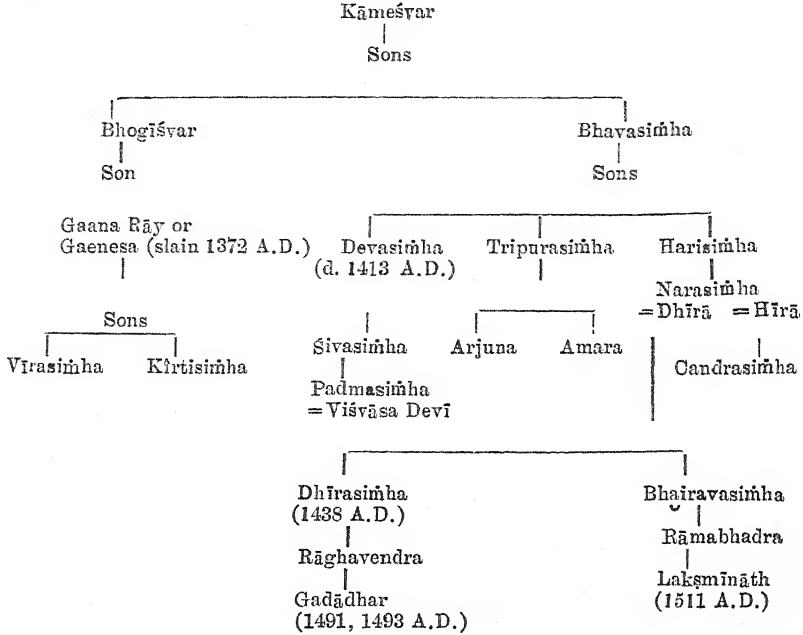 Kāmeśvar
Sons
Bhogīśvar Bhavasiṁha
Son Sons
Gaana Rāy or
Gaenesa (slain 1372 A.D.) Devasiṁha Tripurasiṁha Harisiṁha
(d. 1413 A.D.)
Narasiṁha
Sons =Dhīrā =Hīrā
Vīrasiṁha Kīrtisiṁha Śivasiṁha Arjuna Amara Candrasiṁha
Padmasiṁha
=Viśvāsa Devī
Dhīrasiṁha Bhairavasiṁha
(1438 A.D.)
Rāmabhadra
Rāghavendra
Lakṣmīnāth
Gadādhar (1511 A.D.)
(1491, 1493 A.D.)